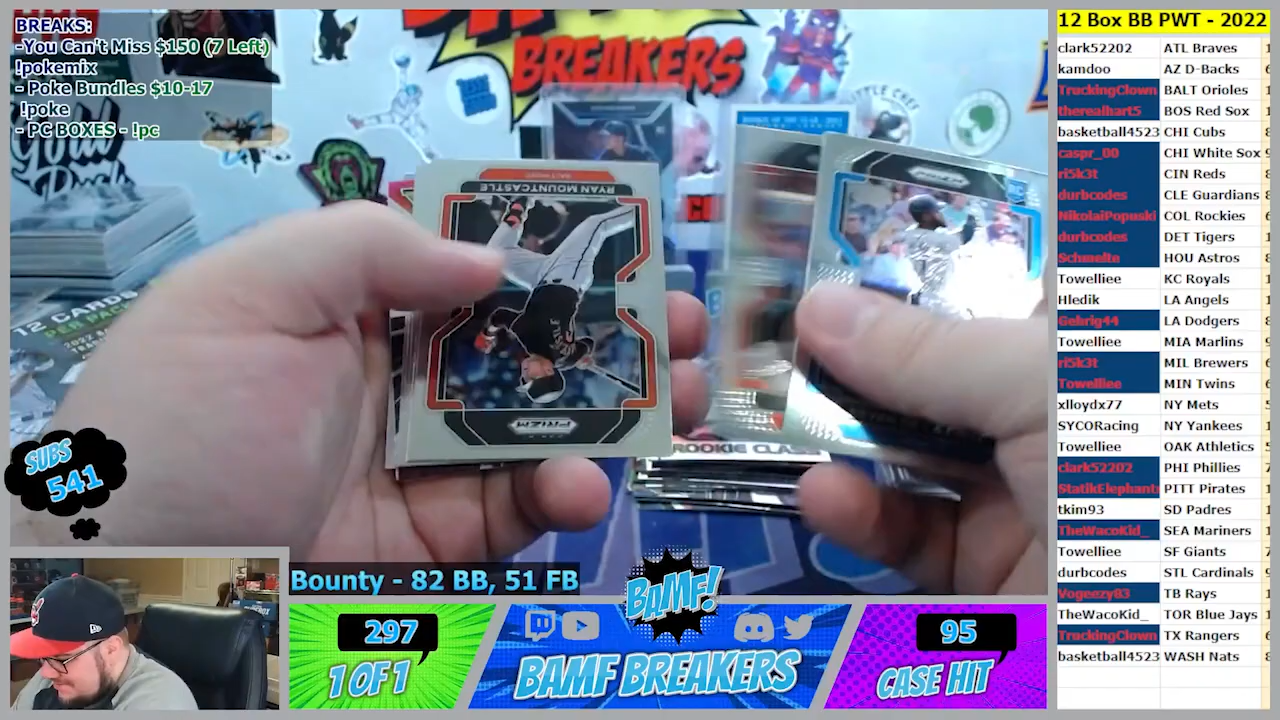 BREAKS:
-You Can't Miss $150 (7 Left)
!pokemix
- Poke Bundles $10-17
!poke
- PC BOXES - !pc
BREAKERS
12 CARDS
RYAN MOUNTCASTLE
PRIZM
PRIZM
RC
ROOKIE CLASS
SUBS
541
Bounty - 82 BB, 51 FB
BAMF!
297
1 OF 1
BAMF BREAKERS
95
CASE HIT
12 Box BB PWT - 2022
clark52202 ATL Braves
kamdoo AZ D-Backs
TruckingClown BALT Orioles
therealhart5 BOS Red Sox
basketball4523 CHI Cubs
caspr_00 CHI White Sox
ri5k3t CIN Reds
durbcodes CLE Guardians
NikolaiPopuski COL Rockies
durbcodes DET Tigers
Schmelte HOU Astros
Towelliee KC Royals
Hledik LA Angels
Gehrig44 LA Dodgers
Towelliee MIA Marlins
ri5k3t MIL Brewers
Towelliee MIN Twins
xlloydx77 NY Mets
SYCORacing NY Yankees
Towelliee OAK Athletics
clark52202 PHI Phillies
StatikElephant PITT Pirates
tkim93 SD Padres
TheWacoKid_ SEA Mariners
Towelliee SF Giants
durbcodes STL Cardinals
Vogeezy83 TB Rays
TheWacoKid_ TOR Blue Jays
TruckingClown TX Rangers
basketball4523 WASH Nats